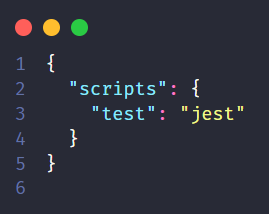 1 {
2   "scripts": {
3     "test": "jest"
4   }
5 }
6